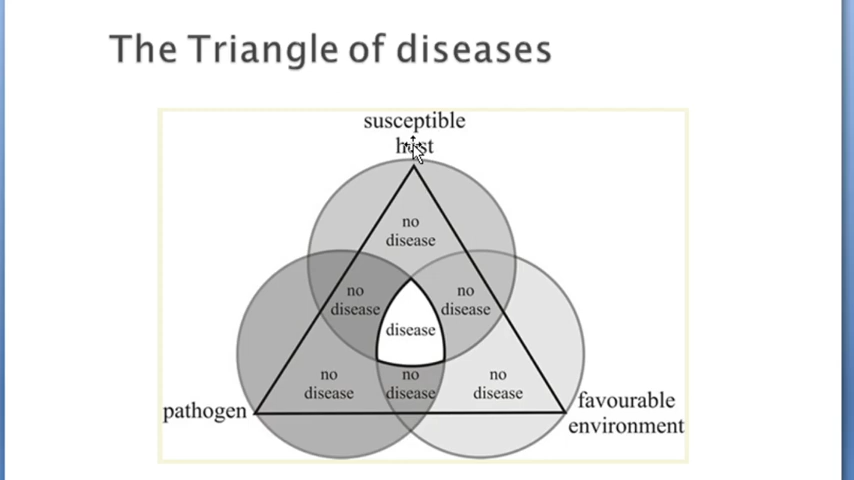 The Triangle of diseases
susceptible
host
no
disease
no
disease
no
disease
disease
no
disease
no
disease
no
disease
pathogen
favourable
environment